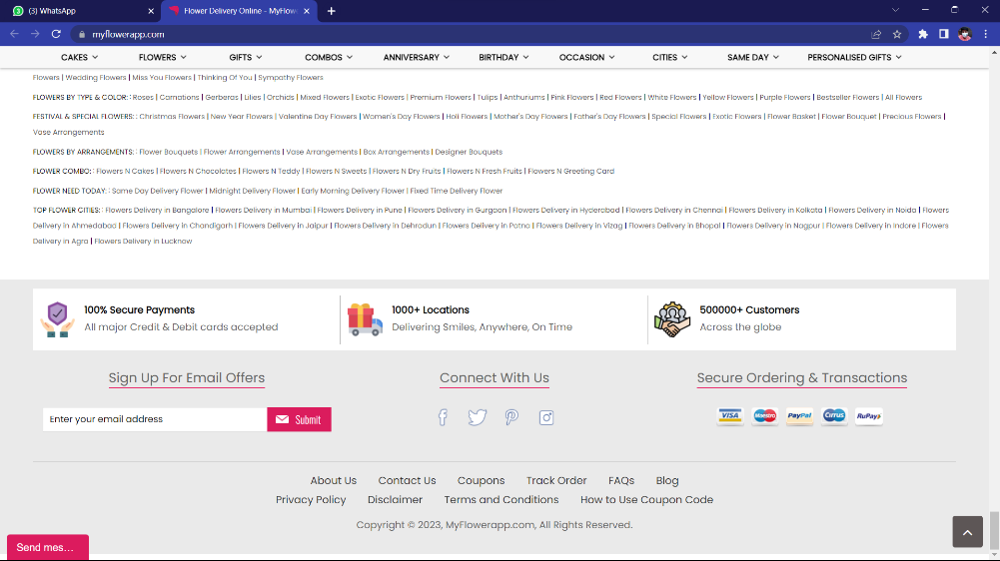 (3) WhatsApp
Flower Delivery Online - MyFlowe
myflowerapp.com
CAKES FLOWERS GIFTS COMBOS ANNIVERSARY BIRTHDAY OCCASION CITIES SAME DAY PERSONALISED GIFTS
Flowers | Wedding Flowers | Miss You Flowers | Thinking Of You | Sympathy Flowers
FLOWERS BY TYPE & COLOR: : Roses | Carnations | Gerberas | Lilies | Orchids | Mixed Flowers | Exotic Flowers | Premium Flowers | Tulips | Anthuriums | Pink Flowers | Red Flowers | White Flowers | Yellow Flowers | Purple Flowers | Bestseller Flowers | All Flowers
FESTIVAL & SPECIAL FLOWERS: : Christmas Flowers | New Year Flowers | Valentine Day Flowers | Women's Day Flowers | Holi Flowers | Mother's Day Flowers | Father's Day Flowers | Special Flowers | Exotic Flowers | Flower Basket | Flower Bouquet | Precious Flowers |
Vase Arrangements
FLOWERS BY ARRANGEMENTS: : Flower Bouquets | Flower Arrangements | Vase Arrangements | Box Arrangements | Designer Bouquets
FLOWER COMBO: : Flowers N Cakes | Flowers N Chocolates | Flowers N Teddy | Flowers N Sweets | Flowers N Dry Fruits | Flowers N Fresh Fruits | Flowers N Greeting Card
FLOWER NEED TODAY: : Same Day Delivery Flower | Midnight Delivery Flower | Early Morning Delivery Flower | Fixed Time Delivery Flower
TOP FLOWER CITIES: : Flowers Delivery in Bangalore | Flowers Delivery in Mumbai | Flowers Delivery in Pune | Flowers Delivery in Gurgaon | Flowers Delivery in Hyderabad | Flowers Delivery in Chennai | Flowers Delivery in Kolkata | Flowers Delivery in Noida | Flowers
Delivery in Ahmedabad | Flowers Delivery in Chandigarh | Flowers Delivery in Jaipur | Flowers Delivery in Dehradun | Flowers Delivery in Patna | Flowers Delivery in Vizag | Flowers Delivery in Bhopal | Flowers Delivery in Nagpur | Flowers Delivery in Indore | Flowers
Delivery in Agra | Flowers Delivery in Lucknow
100% Secure Payments
All major Credit & Debit cards accepted
1000+ Locations
Delivering Smiles, Anywhere, On Time
500000+ Customers
Across the globe
Sign Up For Email Offers
Enter your email address
Submit
Connect With Us
Secure Ordering & Transactions
VISA Maestro PayPal Cirrus RuPay
About Us Contact Us Coupons Track Order FAQs Blog
Privacy Policy Disclaimer Terms and Conditions How to Use Coupon Code
Copyright © 2023, MyFlowerapp.com, All Rights Reserved.
Send mes...